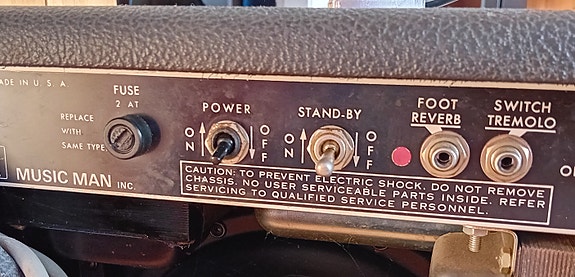 MADE IN U. S. A.
FUSE
2 AT
REPLACE
WITH
SAME TYPE
POWER
ON
OFF
STAND-BY
ON
OFF
FOOT SWITCH
REVERB TREMOLO
MUSIC MAN INC.
CAUTION: TO PREVENT ELECTRIC SHOCK, DO NOT REMOVE
CHASSIS. NO USER SERVICEABLE PARTS INSIDE. REFER
SERVICING TO QUALIFIED SERVICE PERSONNEL.